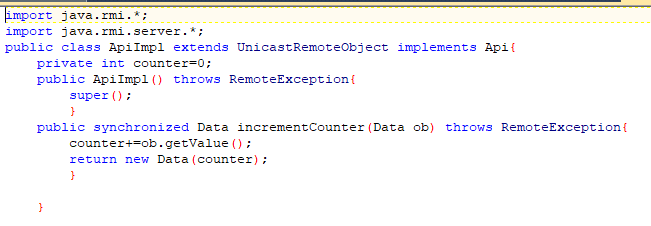 import java.rmi.*;
import java.rmi.server.*;
public class ApiImpl extends UnicastRemoteObject implements Api{
    private int counter=0;
    public ApiImpl() throws RemoteException{
        super();
        }
    public synchronized Data incrementCounter(Data ob) throws RemoteException{
        counter+=ob.getValue();
        return new Data(counter);
        }
    }